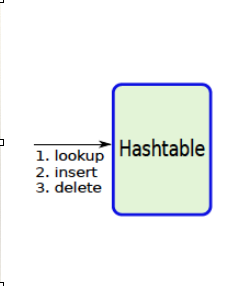 Hashtable
1. lookup
2. insert
3. delete